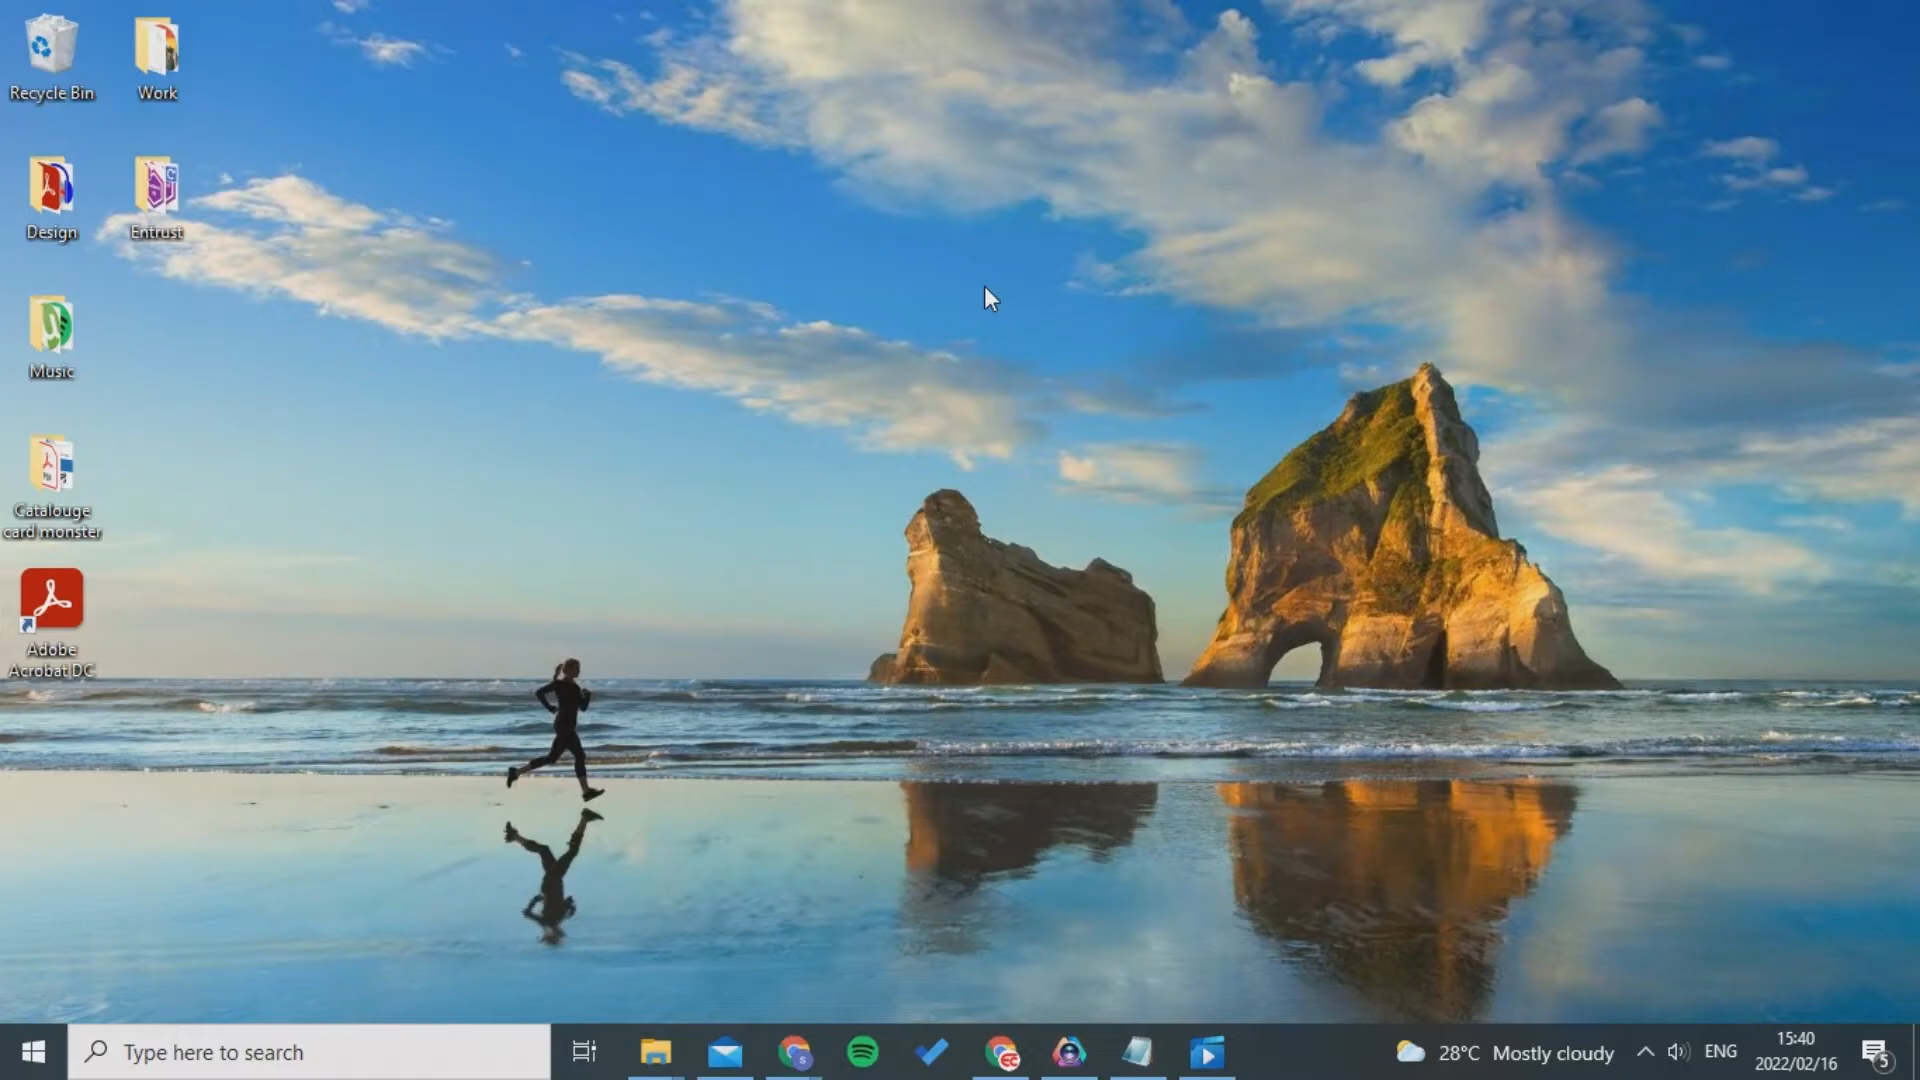 Recycle Bin
Work
Design
Entrust
Music
Catalouge
card monster
Adobe
Acrobat DC
Type here to search
28°C Mostly cloudy
ENG
15:40
2022/02/16
5